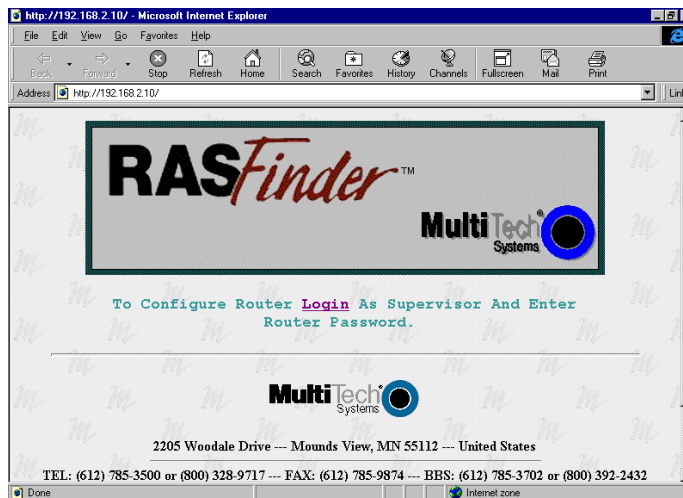 http://192.168.2.10/ - Microsoft Internet Explorer
File Edit View Go Favorites Help
Back Forward Stop Refresh Home Search Favorites History Channels Fullscreen Mail Print
Address http://192.168.2.10/
RASFinder™
MultiTech®
Systems
To Configure Router Login As Supervisor And Enter
Router Password.
MultiTech
Systems
2205 Woodale Drive --- Mounds View, MN 55112 --- United States
TEL: (612) 785-3500 or (800) 328-9717 --- FAX: (612) 785-9874 --- BBS: (612) 785-3702 or (800) 392-2432
Done Internet zone